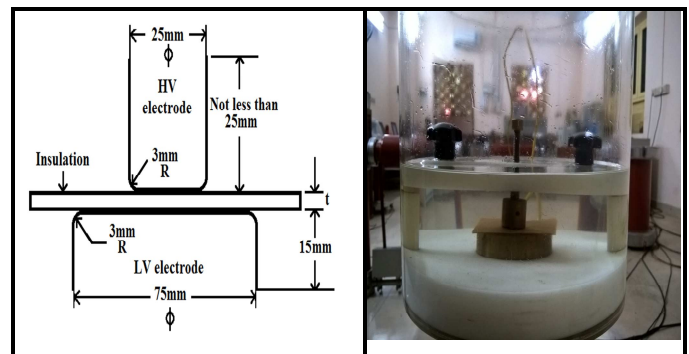 25mm
ϕ
HV
electrode
Not less than
25mm
3mm
R
Insulation
t
3mm
R
15mm
LV electrode
75mm
ϕ